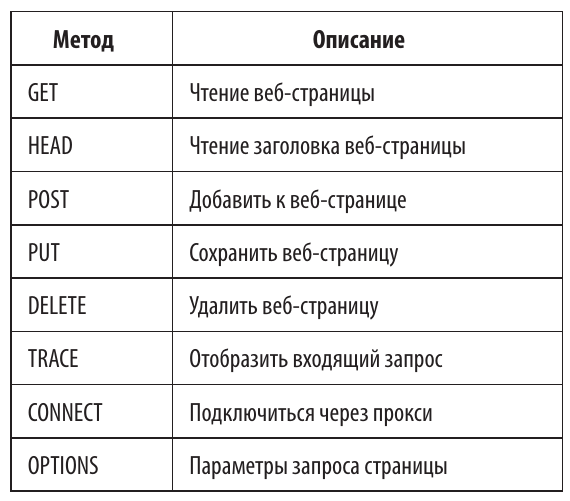 Метод Описание
GET Чтение веб-страницы
HEAD Чтение заголовка веб-страницы
POST Добавить к веб-странице
PUT Сохранить веб-страницу
DELETE Удалить веб-страницу
TRACE Отобразить входящий запрос
CONNECT Подключиться через прокси
OPTIONS Параметры запроса страницы